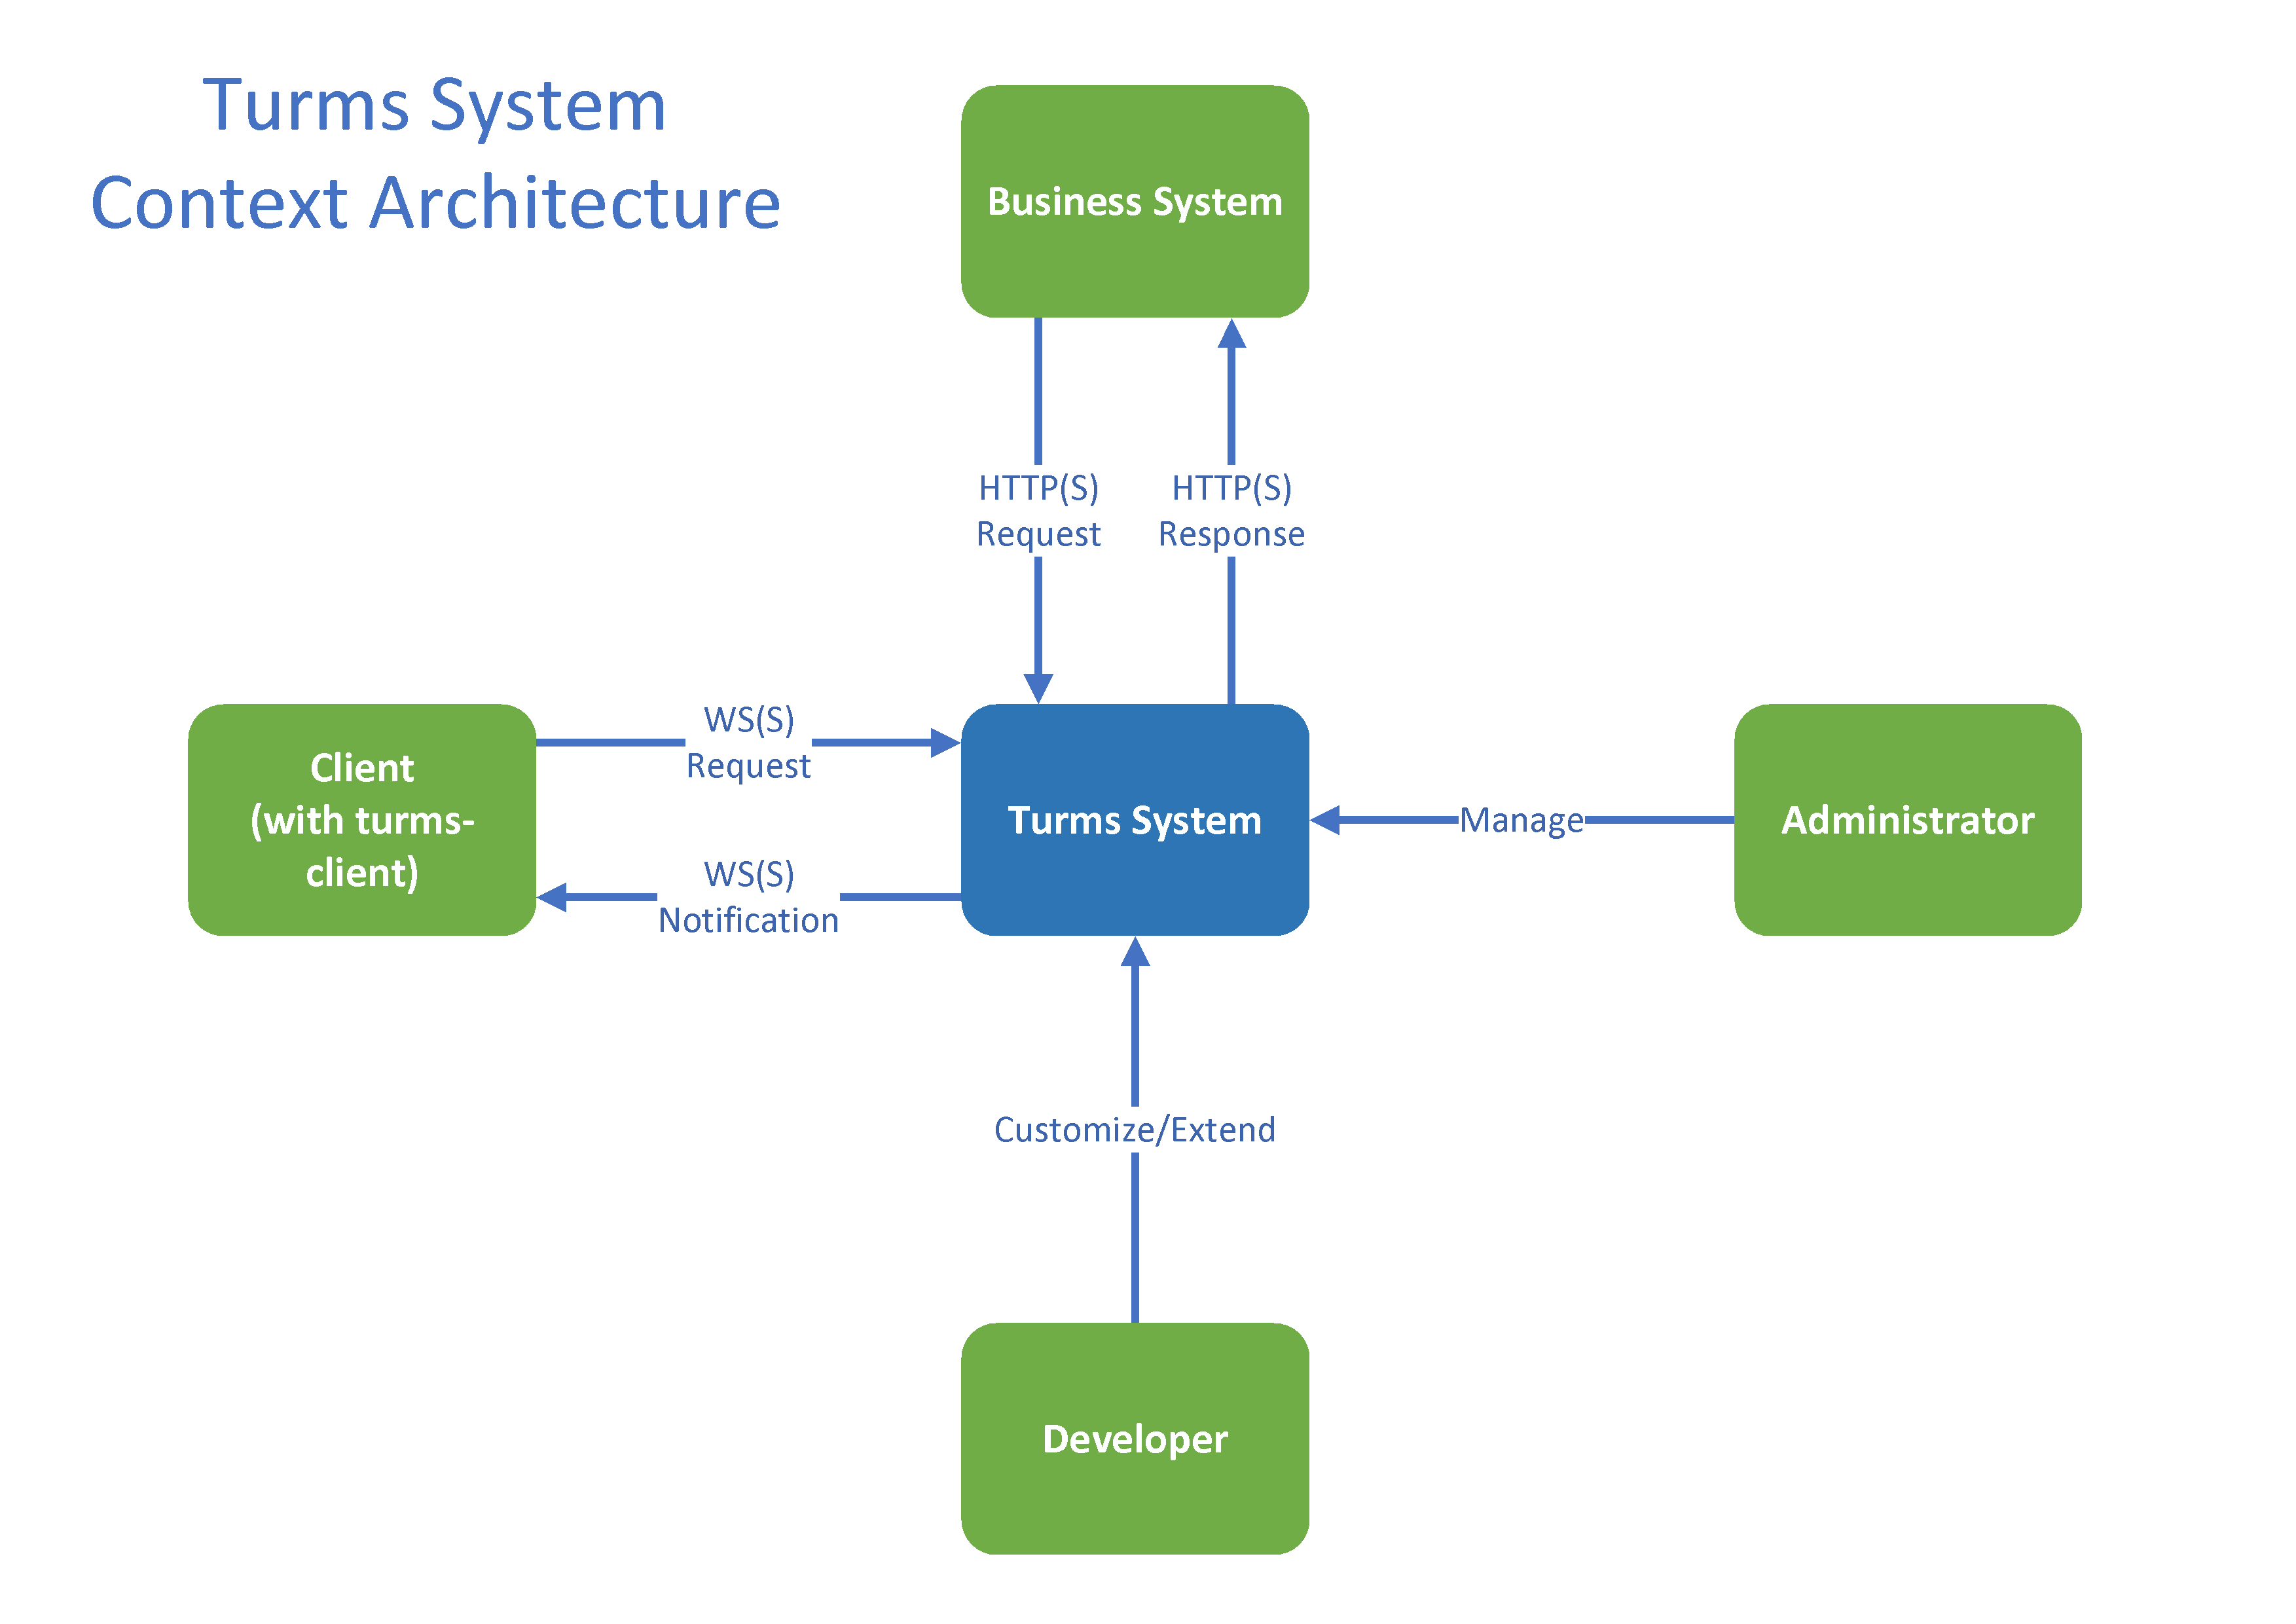 Turms System
Context Architecture
Business System
HTTP(S)
Request
HTTP(S)
Response
Client
(with turms-
client)
WS(S)
Request
WS(S)
Notification
Turms System
Manage
Administrator
Customize/Extend
Developer